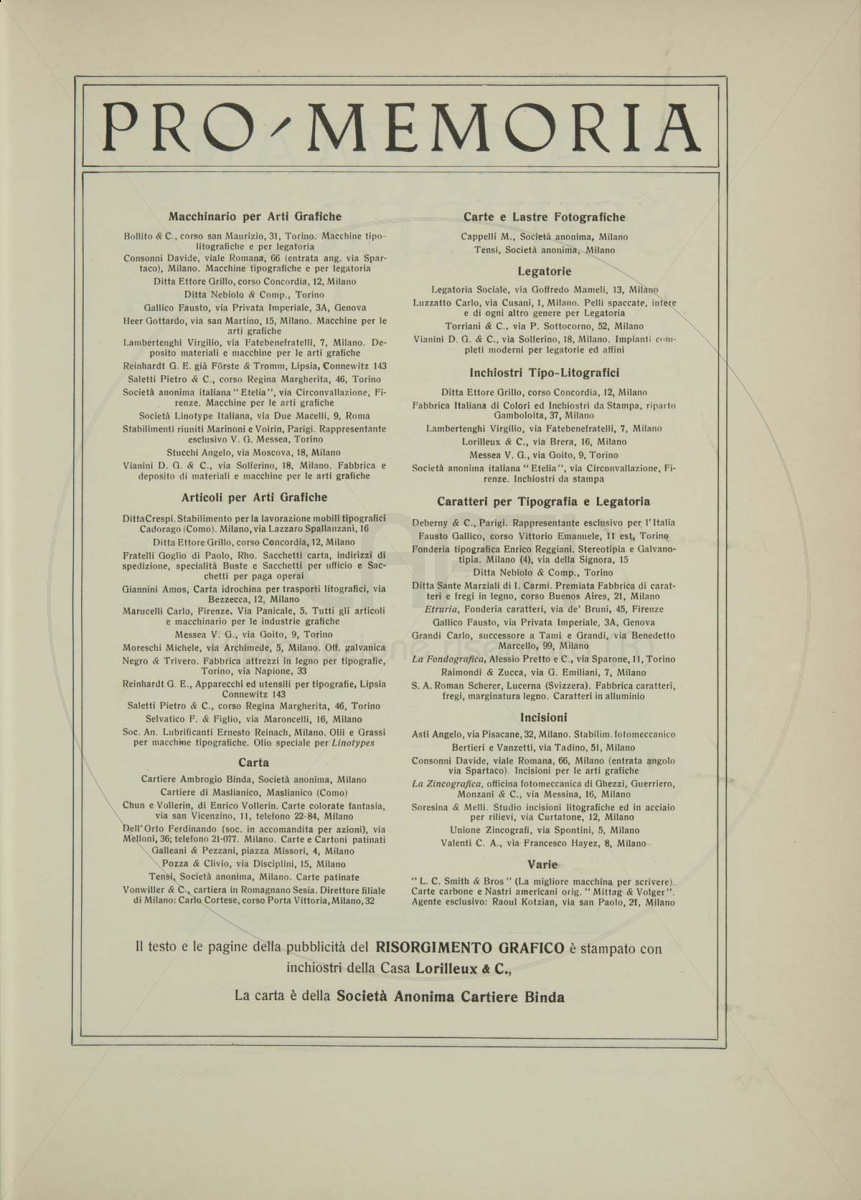 PRO-MEMORIA
Macchinario per Arti Grafiche
Bollito & C., corso san Maurizio, 31, Torino. Macchine tipo-
litografiche e per legatoria
Consonni Davide, viale Romana, 66 (entrata ang. via Spar-
taco), Milano. Macchine tipografiche e per legatoria
Ditta Ettore Grillo, corso Concordia, 12, Milano
Ditta Nebiolo & Comp., Torino
Gallico Fausto, via Privata Imperiale, 3A, Genova
Heer Gottardo, via san Martino, 15, Milano. Macchine per le
arti grafiche
Lambertenghi Virgilio, via Fatebenefratelli, 7, Milano. De-
posito materiali e macchine per le arti grafiche
Reinhardt G. E. già Förste & Tromm, Lipsia, Connewitz 143
Saletti Pietro & C., corso Regina Margherita, 46, Torino
Società anonima italiana "Etelia", via Circonvallazione, Fi-
renze. Macchine per le arti grafiche
Società Linotype Italiana, via Due Macelli, 9, Roma
Stabilimenti riuniti Marinoni e Voirin, Parigi. Rappresentante
esclusivo V. G. Messea, Torino
Stucchi Angelo, via Moscova, 18, Milano
Vianini D. G. & C., via Solferino, 18, Milano. Fabbrica e
deposito di materiali e macchine per le arti grafiche
Articoli per Arti Grafiche
Ditta Crespi. Stabilimento per la lavorazione mobili tipografici
Cadorago (Como). Milano, via Lazzaro Spallanzani, 16
Ditta Ettore Grillo, corso Concordia, 12, Milano
Fratelli Goglio di Paolo, Rho. Sacchetti carta, indirizzi di
spedizione, specialità Buste e Sacchetti per ufficio e Sac-
chetti per paga operai
Giannini Amos, Carta idrochina per trasporti litografici, via
Bezzecca, 12, Milano
Marucelli Carlo, Firenze, Via Panicale, 5. Tutti gli articoli
e macchinario per le industrie grafiche
Messea V. G., via Goito, 9, Torino
Moreschi Michele, via Archimede, 5, Milano. Off. galvanica
Negro & Trivero. Fabbrica attrezzi in legno per tipografie,
Torino, via Napione, 33
Reinhardt G. E., Apparecchi ed utensili per tipografie, Lipsia
Connewitz 143
Saletti Pietro & C., corso Regina Margherita, 46, Torino
Selvatico F. & Figlio, via Maroncelli, 16, Milano
Soc. An. Lubrificanti Ernesto Reinach, Milano. Olii e Grassi
per macchine tipografiche. Olio speciale per Linotypes
Carta
Cartiere Ambrogio Binda, Società anonima, Milano
Cartiere di Maslianico, Maslianico (Como)
Chun e Vollerin, di Enrico Vollerin. Carte colorate fantasia,
via san Vicenzino, 11, telefono 22-84, Milano
Dell'Orto Ferdinando (soc. in accomandita per azioni), via
Melloni, 36; telefono 21-077. Milano. Carte e Cartoni patinati
Galleani & Pezzani, piazza Missori, 4, Milano
Pozza & Clivio, via Disciplini, 15, Milano
Tensi, Società anonima, Milano. Carte patinate
Vonwiller & C., cartiera in Romagnano Sesia. Direttore filiale
di Milano: Carlo Cortese, corso Porta Vittoria, Milano, 32
Carte e Lastre Fotografiche
Cappelli M., Società anonima, Milano
Tensi, Società anonima, Milano
Legatorie
Legatoria Sociale, via Goffredo Mameli, 13, Milano
Luzzatto Carlo, via Cusani, 1, Milano. Pelli spaccate, intere
e di ogni altro genere per Legatoria
Torriani & C., via P. Sottocorno, 52, Milano
Vianini D. G. & C., via Solferino, 18, Milano. Impianti com-
pleti moderni per legatorie ed affini
Inchiostri Tipo-Litografici
Ditta Ettore Grillo, corso Concordia, 12, Milano
Fabbrica Italiana di Colori ed Inchiostri da Stampa, riparto
Gamboloita, 37, Milano
Lambertenghi Virgilio, via Fatebenefratelli, 7, Milano
Lorilleux & C., via Brera, 16, Milano
Messea V. G., via Goito, 9, Torino
Società anonima italiana "Etelia", via Circonvallazione, Fi-
renze. Inchiostri da stampa
Caratteri per Tipografia e Legatoria
Deberny & C., Parigi. Rappresentante esclusivo per l'Italia
Fausto Gallico, corso Vittorio Emanuele, 11 est, Torino
Fonderia tipografica Enrico Reggiani. Stereotipia e Galvano-
tipia. Milano (4), via della Signora, 15
Ditta Nebiolo & Comp., Torino
Ditta Sante Marziali di I. Carmi. Premiata Fabbrica di carat-
teri e fregi in legno, corso Buenos Aires, 21, Milano
Etruria, Fonderia caratteri, via de' Bruni, 45, Firenze
Gallico Fausto, via Privata Imperiale, 3A, Genova
Grandi Carlo, successore a Tami e Grandi, via Benedetto
Marcello, 99, Milano
La Fondografica, Alessio Pretto e C., via Sparone, 11, Torino
Raimondi & Zucca, via G. Emiliani, 7, Milano
S. A. Roman Scherer, Lucerna (Svizzera). Fabbrica caratteri,
fregi, marginatura legno. Caratteri in alluminio
Incisioni
Asti Angelo, via Pisacane, 32, Milano. Stabilim. fotomeccanico
Bertieri e Vanzetti, via Tadino, 51, Milano
Consonni Davide, viale Romana, 66, Milano (entrata angolo
via Spartaco). Incisioni per le arti grafiche
La Zincografica, officina fotomeccanica di Ghezzi, Guerriero,
Monzani & C., via Messina, 16, Milano
Soresina & Melli. Studio incisioni litografiche ed in acciaio
per rilievi, via Curtatone, 12, Milano
Unione Zincografi, via Spontini, 5, Milano
Valenti C. A., via Francesco Hayez, 8, Milano
Varie
"L. C. Smith & Bros" (La migliore macchina per scrivere).
Carte carbone e Nastri americani orig. "Mittag & Volger".
Agente esclusivo: Raoul Kotzian, via san Paolo, 21, Milano
Il testo e le pagine della pubblicità del RISORGIMENTO GRAFICO è stampato con
inchiostri della Casa Lorilleux & C.,
La carta è della Società Anonima Cartiere Binda